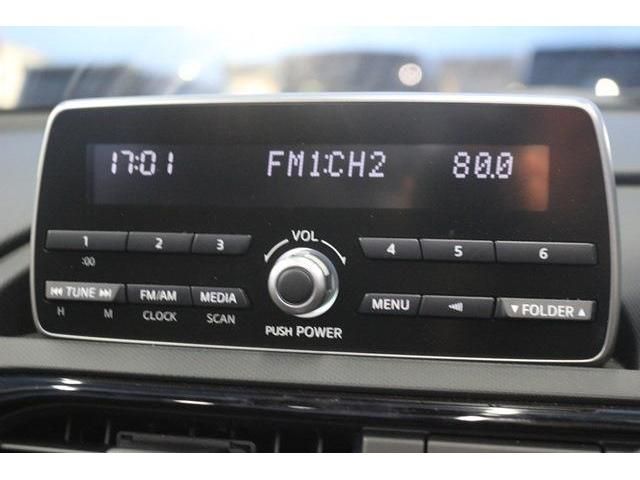 17:01 FM1:CH2 80.0
VOL
1 2 3 4 5 6
:00
TUNE FM/AM MEDIA MENU ▼ FOLDER ▲
H M CLOCK SCAN
PUSH POWER